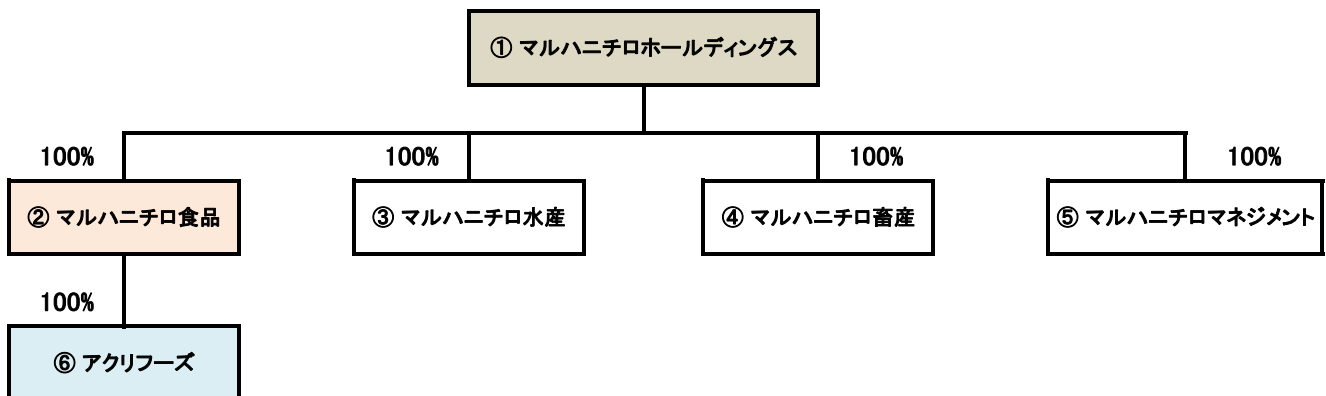 ① マルハニチロホールディングス
100%
100%
100%
100%
② マルハニチロ食品
③ マルハニチロ水産
④ マルハニチロ畜産
⑤ マルハニチロマネジメント
100%
⑥ アクリフーズ